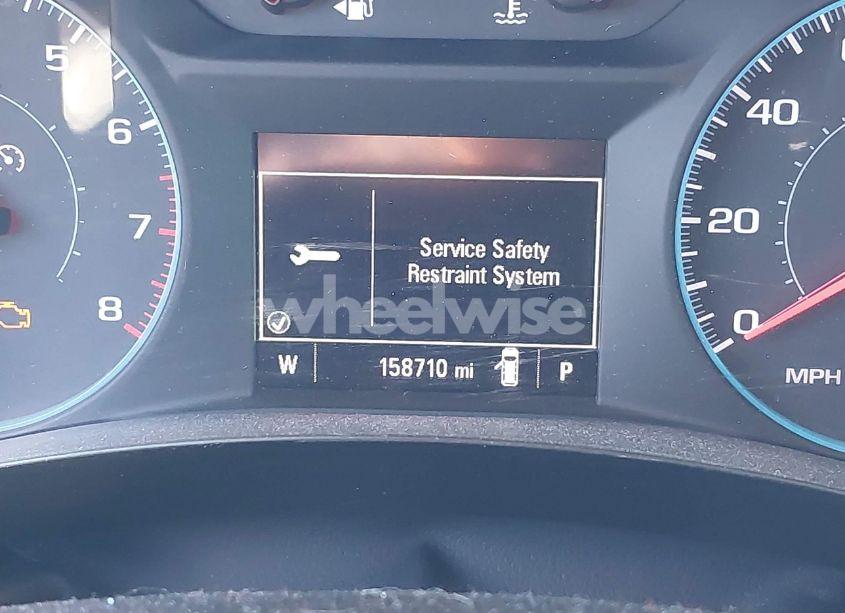 5
6
7
8
E
40
20
0
MPH
Service Safety
Restraint System
wheelwise
W
158710 mi
P